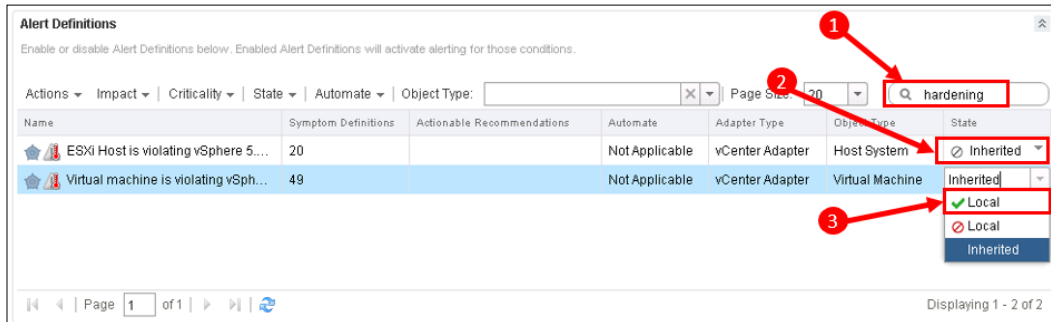 Alert Definitions
Enable or disable Alert Definitions below. Enabled Alert Definitions will activate alerting for those conditions.
1
2
Actions Impact Criticality State Automate Object Type: Page Size: 20 hardening
Name Symptom Definitions Actionable Recommendations Automate Adapter Type Object Type State
ESXi Host is violating vSphere 5.... 20 Not Applicable vCenter Adapter Host System Inherited
Virtual machine is violating vSph... 49 Not Applicable vCenter Adapter Virtual Machine Inherited
Local
3
Local
Inherited
Page 1 of 1 Displaying 1 - 2 of 2